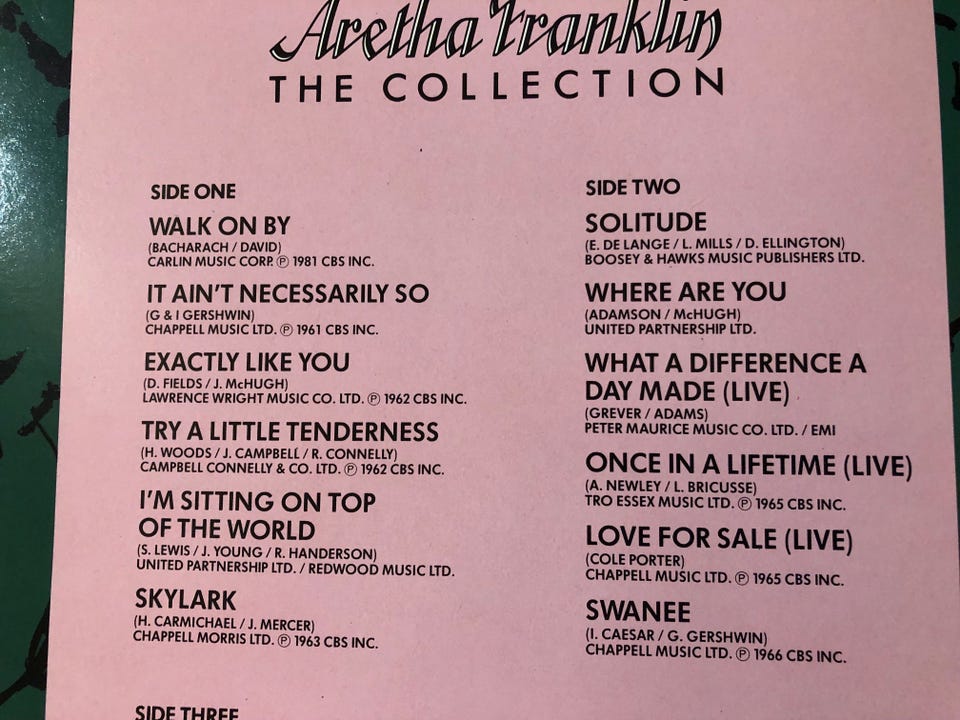 Aretha Franklin
THE COLLECTION
SIDE ONE
WALK ON BY
(BACHARACH / DAVID)
CARLIN MUSIC CORP. ℗ 1981 CBS INC.
IT AIN'T NECESSARILY SO
(G & I GERSHWIN)
CHAPPELL MUSIC LTD. ℗ 1961 CBS INC.
EXACTLY LIKE YOU
(D. FIELDS / J. McHUGH)
LAWRENCE WRIGHT MUSIC CO. LTD. ℗ 1962 CBS INC.
TRY A LITTLE TENDERNESS
(H. WOODS / J. CAMPBELL / R. CONNELLY)
CAMPBELL CONNELLY & CO. LTD. ℗ 1962 CBS INC.
I'M SITTING ON TOP
OF THE WORLD
(S. LEWIS / J. YOUNG / R. HANDERSON)
UNITED PARTNERSHIP LTD. / REDWOOD MUSIC LTD.
SKYLARK
(H. CARMICHAEL / J. MERCER)
CHAPPELL MORRIS LTD. ℗ 1963 CBS INC.
SIDE TWO
SOLITUDE
(E. DE LANGE / L. MILLS / D. ELLINGTON)
BOOSEY & HAWKS MUSIC PUBLISHERS LTD.
WHERE ARE YOU
(ADAMSON / McHUGH)
UNITED PARTNERSHIP LTD.
WHAT A DIFFERENCE A
DAY MADE (LIVE)
(GREVER / ADAMS)
PETER MAURICE MUSIC CO. LTD. / EMI
ONCE IN A LIFETIME (LIVE)
(A. NEWLEY / L. BRICUSSE)
TRO ESSEX MUSIC LTD. ℗ 1965 CBS INC.
LOVE FOR SALE (LIVE)
(COLE PORTER)
CHAPPELL MUSIC LTD. ℗ 1965 CBS INC.
SWANEE
(I. CAESAR / G. GERSHWIN)
CHAPPELL MUSIC LTD. ℗ 1966 CBS INC.
SIDE THREE